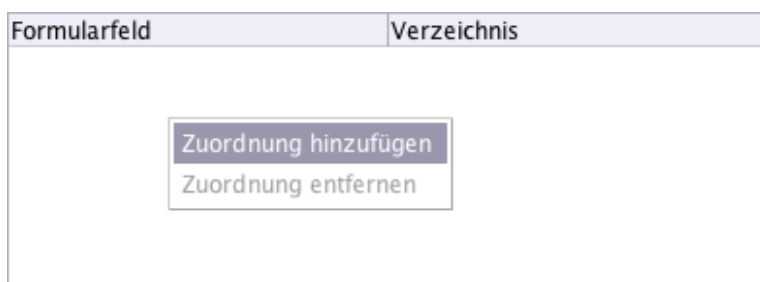 Formularfeld Verzeichnis
Zuordnung hinzufügen
Zuordnung entfernen